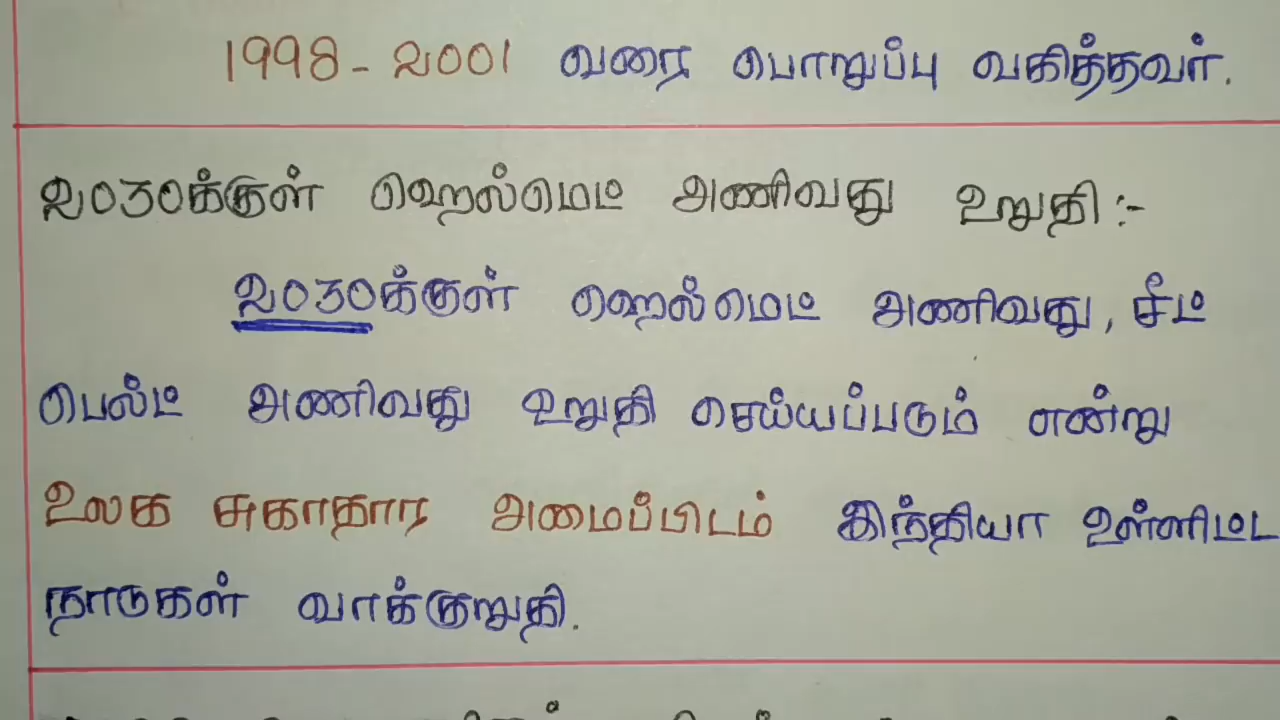 1998 - 2001 வரை பொறுப்பு வகித்தவர்.
2030க்குள் ஹெல்மெட் அணிவது உறுதி :-
2030க்குள் ஹெல்மெட் அணிவது, சீட்
பெல்ட் அணிவது உறுதி செய்யப்படும் என்று
உலக சுகாதார அமைப்பிடம் இந்தியா உள்ளிட்ட
நாடுகள் வாக்குறுதி.